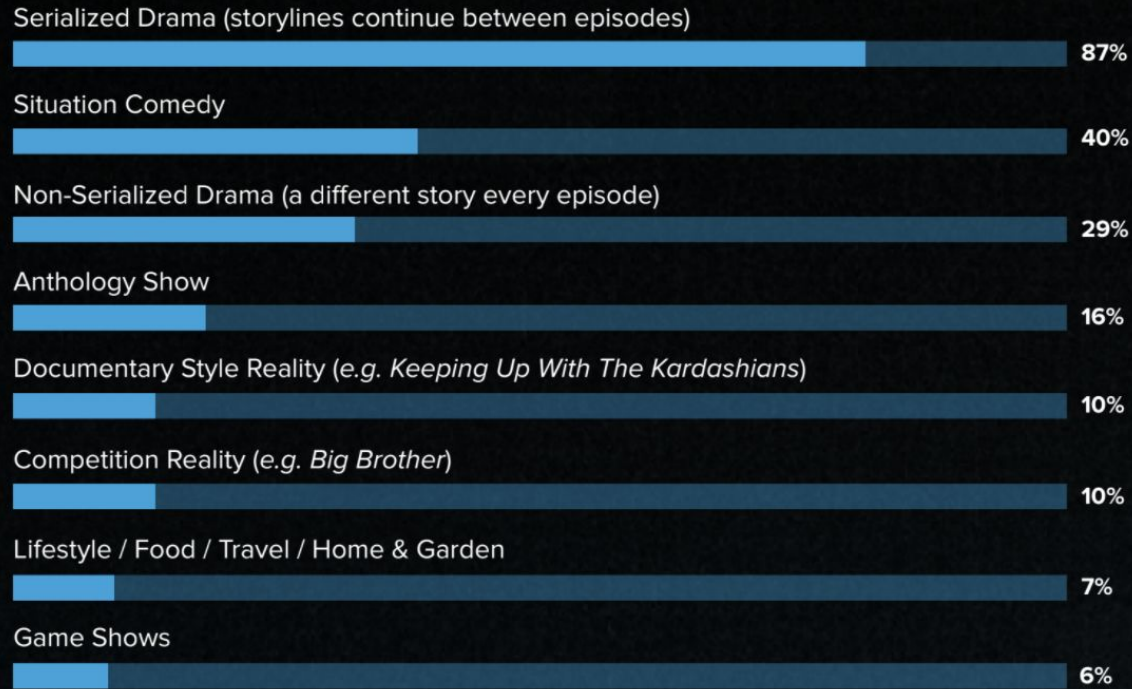 Serialized Drama (storylines continue between episodes)
87%
Situation Comedy
40%
Non-Serialized Drama (a different story every episode)
29%
Anthology Show
16%
Documentary Style Reality (e.g. Keeping Up With The Kardashians)
10%
Competition Reality (e.g. Big Brother)
10%
Lifestyle / Food / Travel / Home & Garden
7%
Game Shows
6%